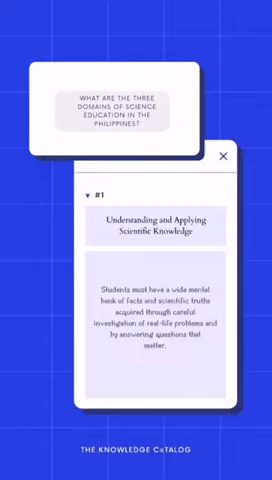 WHAT ARE THE THREE
DOMAINS OF SCIENCE
EDUCATION IN THE
PHILIPPINES?
#1
Understanding and Applying
Scientific Knowledge
Students must have a wide mental
bank of facts and scientific truths
acquired through careful
investigation of real-life problems and
by answering questions that
matter.
THE KNOWLEDGE CaTALOG